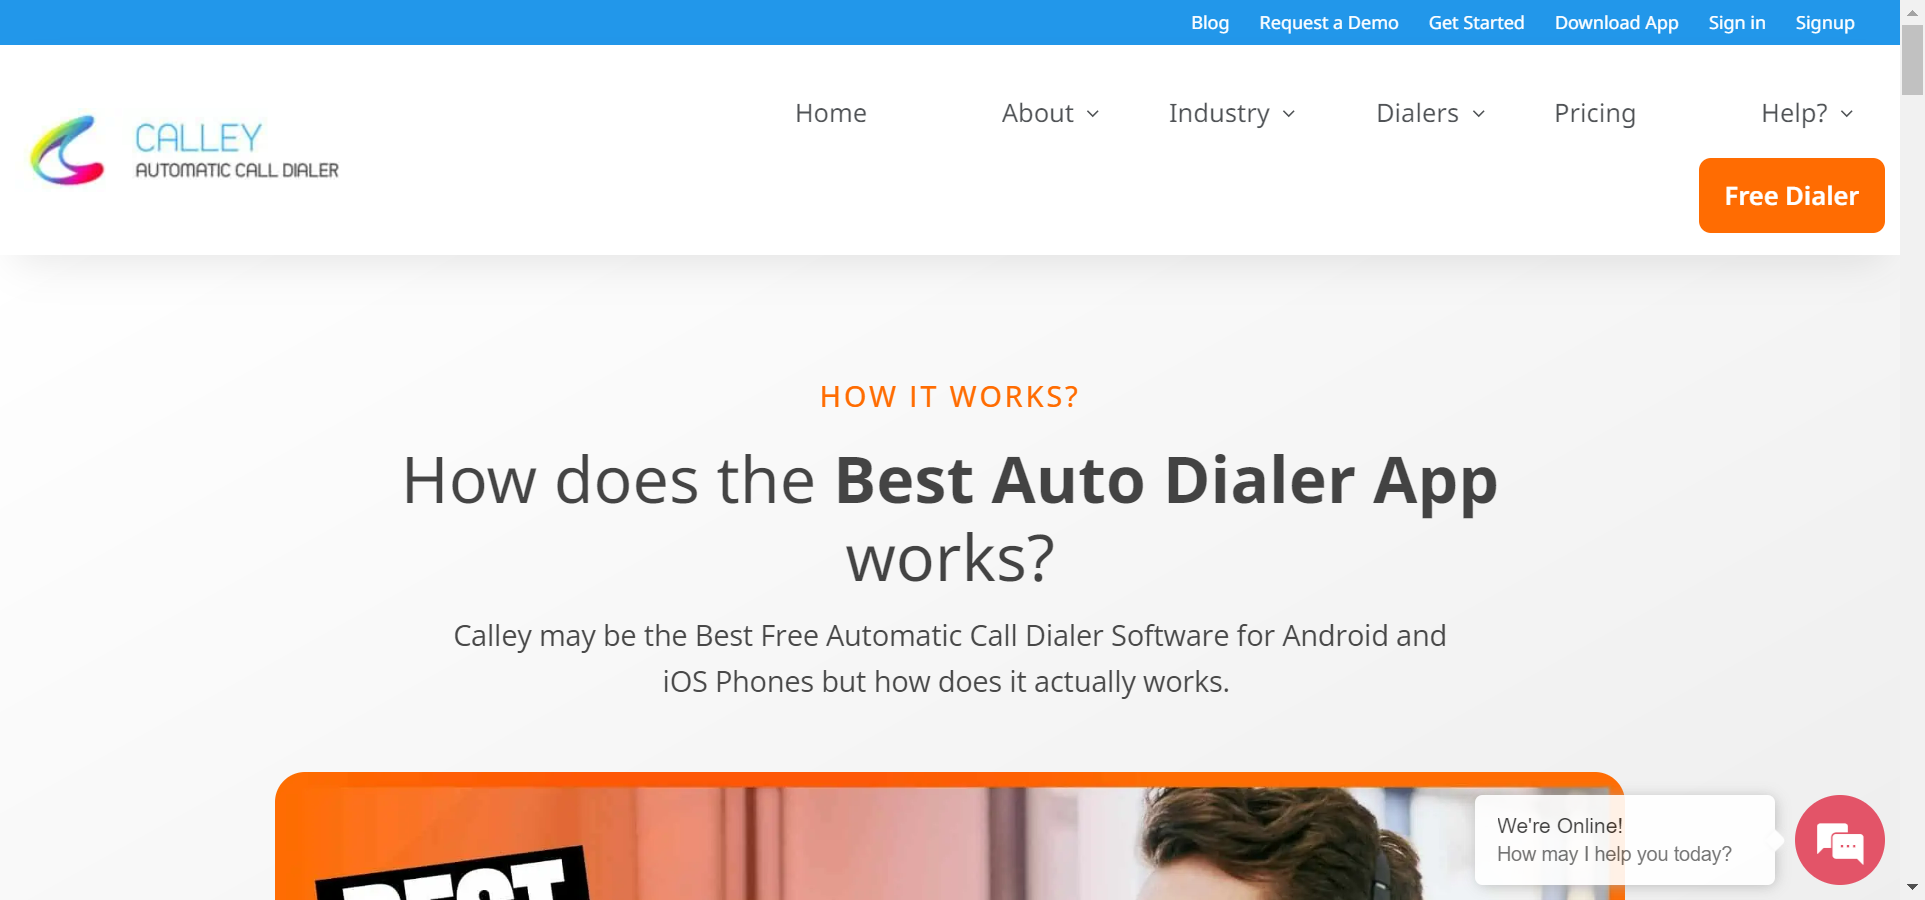 Blog Request a Demo Get Started Download App Sign in Signup
CALLEY
AUTOMATIC CALL DIALER
Home About Industry Dialers Pricing Help?
Free Dialer
HOW IT WORKS?
How does the Best Auto Dialer App
works?
Calley may be the Best Free Automatic Call Dialer Software for Android and
iOS Phones but how does it actually works.
BEST
We're Online!
How may I help you today?